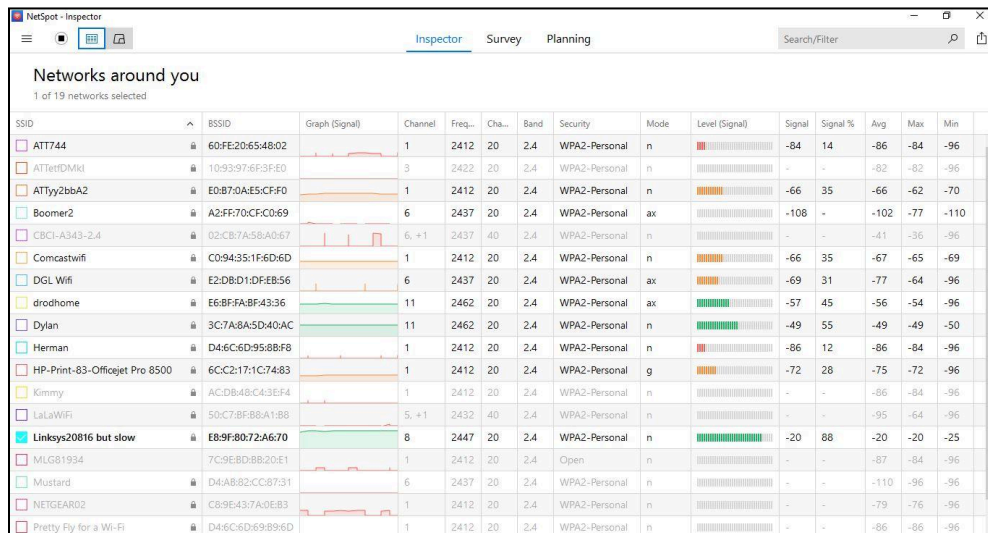 NetSpot - Inspector
Inspector Survey Planning Search/Filter
Networks around you
1 of 19 networks selected
SSID BSSID Graph (Signal) Channel Freq... Cha... Band Security Mode Level (Signal) Signal Signal % Avg Max Min
ATT744 60:FE:20:65:48:02 1 2412 20 2.4 WPA2-Personal n -84 14 -86 -84 -96
ATTetfDMkI 10:93:97:6F:3F:E0 3 2422 20 2.4 WPA2-Personal n - - -82 -82 -96
ATTyy2bbA2 E0:B7:0A:E5:CF:F0 1 2412 20 2.4 WPA2-Personal n -66 35 -66 -62 -70
Boomer2 A2:FF:70:CF:C0:69 6 2437 20 2.4 WPA2-Personal ax -108 - -102 -77 -110
CBCI-A343-2.4 02:CB:7A:58:A0:67 6, +1 2437 40 2.4 WPA2-Personal n - - -41 -36 -96
Comcastwifi C0:94:35:1F:6D:6D 1 2412 20 2.4 WPA2-Personal n -66 35 -67 -65 -69
DGL Wifi E2:DB:D1:DF:EB:56 6 2437 20 2.4 WPA2-Personal ax -69 31 -77 -64 -96
drodhome E6:BF:FA:BF:43:36 11 2462 20 2.4 WPA2-Personal ax -57 45 -56 -54 -96
Dylan 3C:7A:8A:5D:40:AC 11 2462 20 2.4 WPA2-Personal n -49 55 -49 -49 -50
Herman D4:6C:6D:95:8B:F8 1 2412 20 2.4 WPA2-Personal n -86 12 -86 -84 -96
HP-Print-83-Officejet Pro 8500 6C:C2:17:1C:74:83 1 2412 20 2.4 WPA2-Personal g -72 28 -75 -72 -96
Kimmy AC:DB:48:C4:3E:F4 1 2412 20 2.4 WPA2-Personal n - - -86 -84 -96
LaLaWiFi 50:C7:BF:B8:A1:B8 5, +1 2432 40 2.4 WPA2-Personal n - - -95 -64 -96
Linksys20816 but slow E8:9F:80:72:A6:70 8 2447 20 2.4 WPA2-Personal n -20 88 -20 -20 -25
MLG81934 7C:9E:BD:BB:20:E1 1 2412 20 2.4 Open n - - -87 -84 -96
Mustard D4:AB:82:CC:87:31 6 2437 20 2.4 WPA2-Personal n - - -110 -96 -96
NETGEAR02 C8:9E:43:7A:0E:B3 1 2412 20 2.4 WPA2-Personal n - - -79 -76 -96
Pretty Fly for a Wi-Fi D4:6C:6D:69:B9:6D 1 2412 20 2.4 WPA2-Personal n - - -86 -86 -96